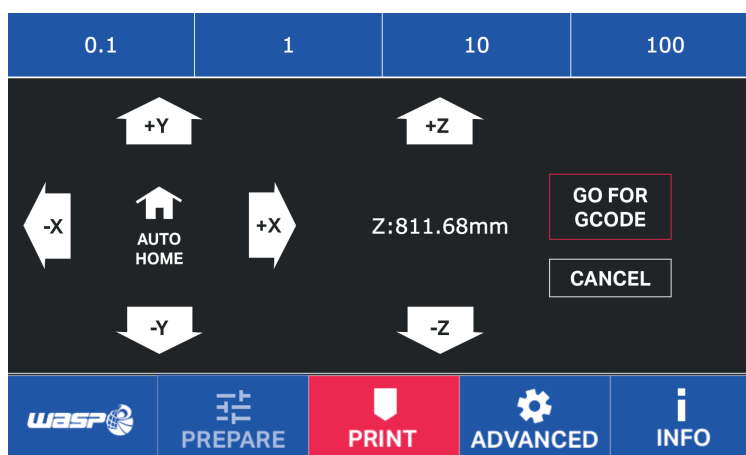 0.1 1 10 100
+Y +Z
-X AUTO HOME +X Z:811.68mm GO FOR GCODE
CANCEL
-Y -Z
wasp PREPARE PRINT ADVANCED INFO